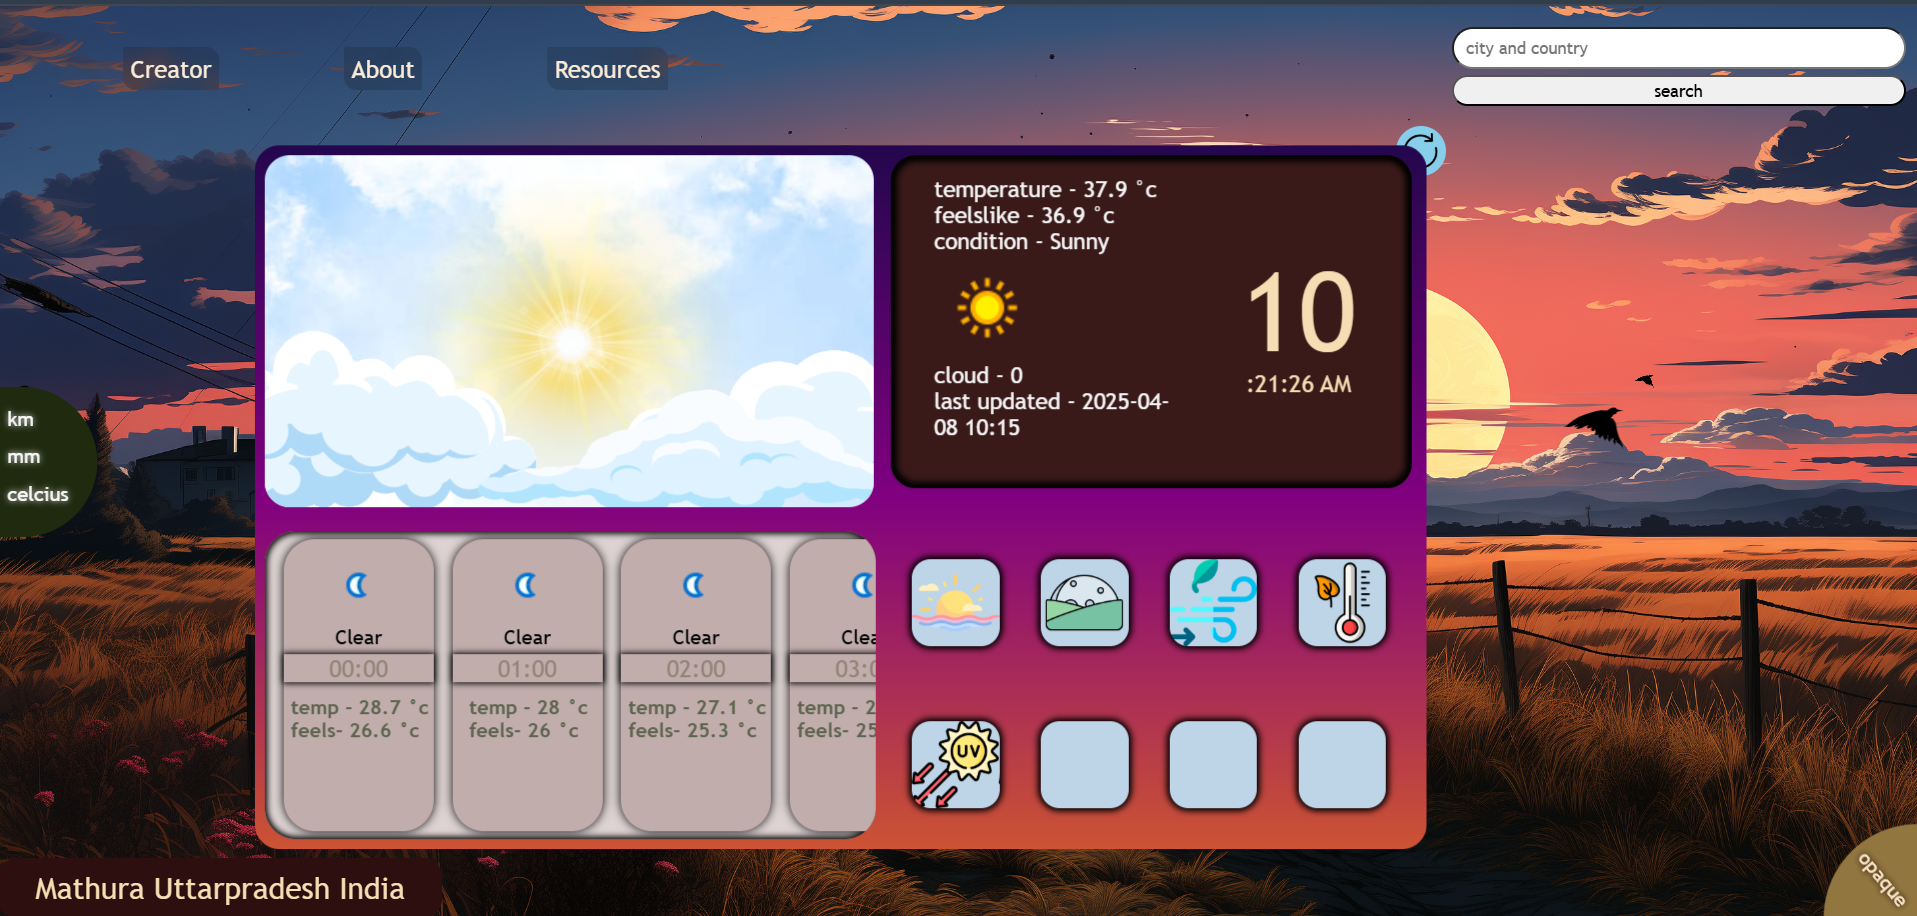 Creator
About
Resources
city and country
search
temperature - 37.9 °c
feelslike - 36.9 °c
condition - Sunny
10
:21:26 AM
cloud - 0
last updated - 2025-04-
08 10:15
km
mm
celcius
Clear
00:00
temp - 28.7 °c
feels- 26.6 °c
Clear
01:00
temp - 28 °c
feels- 26 °c
Clear
02:00
temp - 27.1 °c
feels- 25.3 °c
Clea
03:0
temp - 2
feels- 25
UV
Mathura Uttarpradesh India
opaque